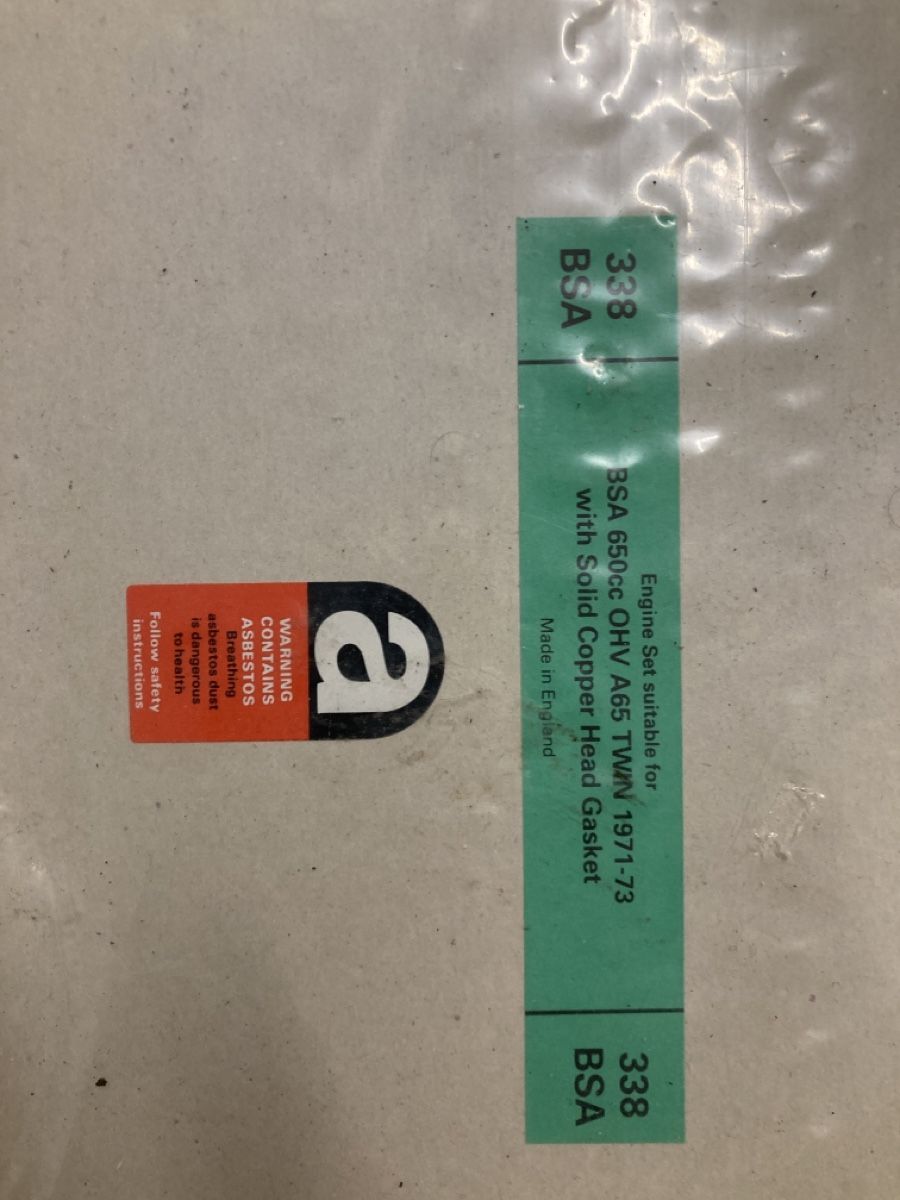 338
BSA
Engine Set suitable for
BSA 650cc OHV A65 TWIN 1971-73
with Solid Copper Head Gasket
Made in England
338
BSA
a
WARNING
CONTAINS
ASBESTOS
Breathing
asbestos dust
is dangerous
to health
Follow safety
instructions